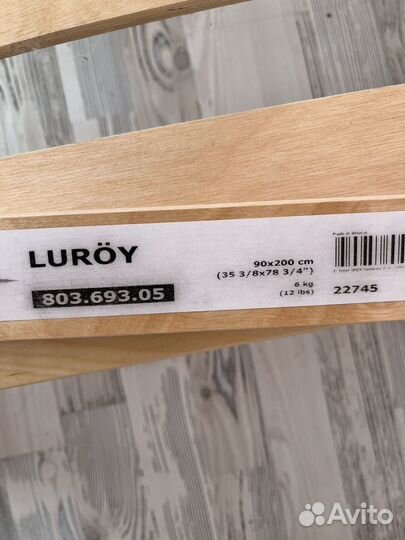 LURÖY
803.693.05
90x200 cm
(35 3/8x78 3/4")
6 kg
(12 lbs)
22745
Avito